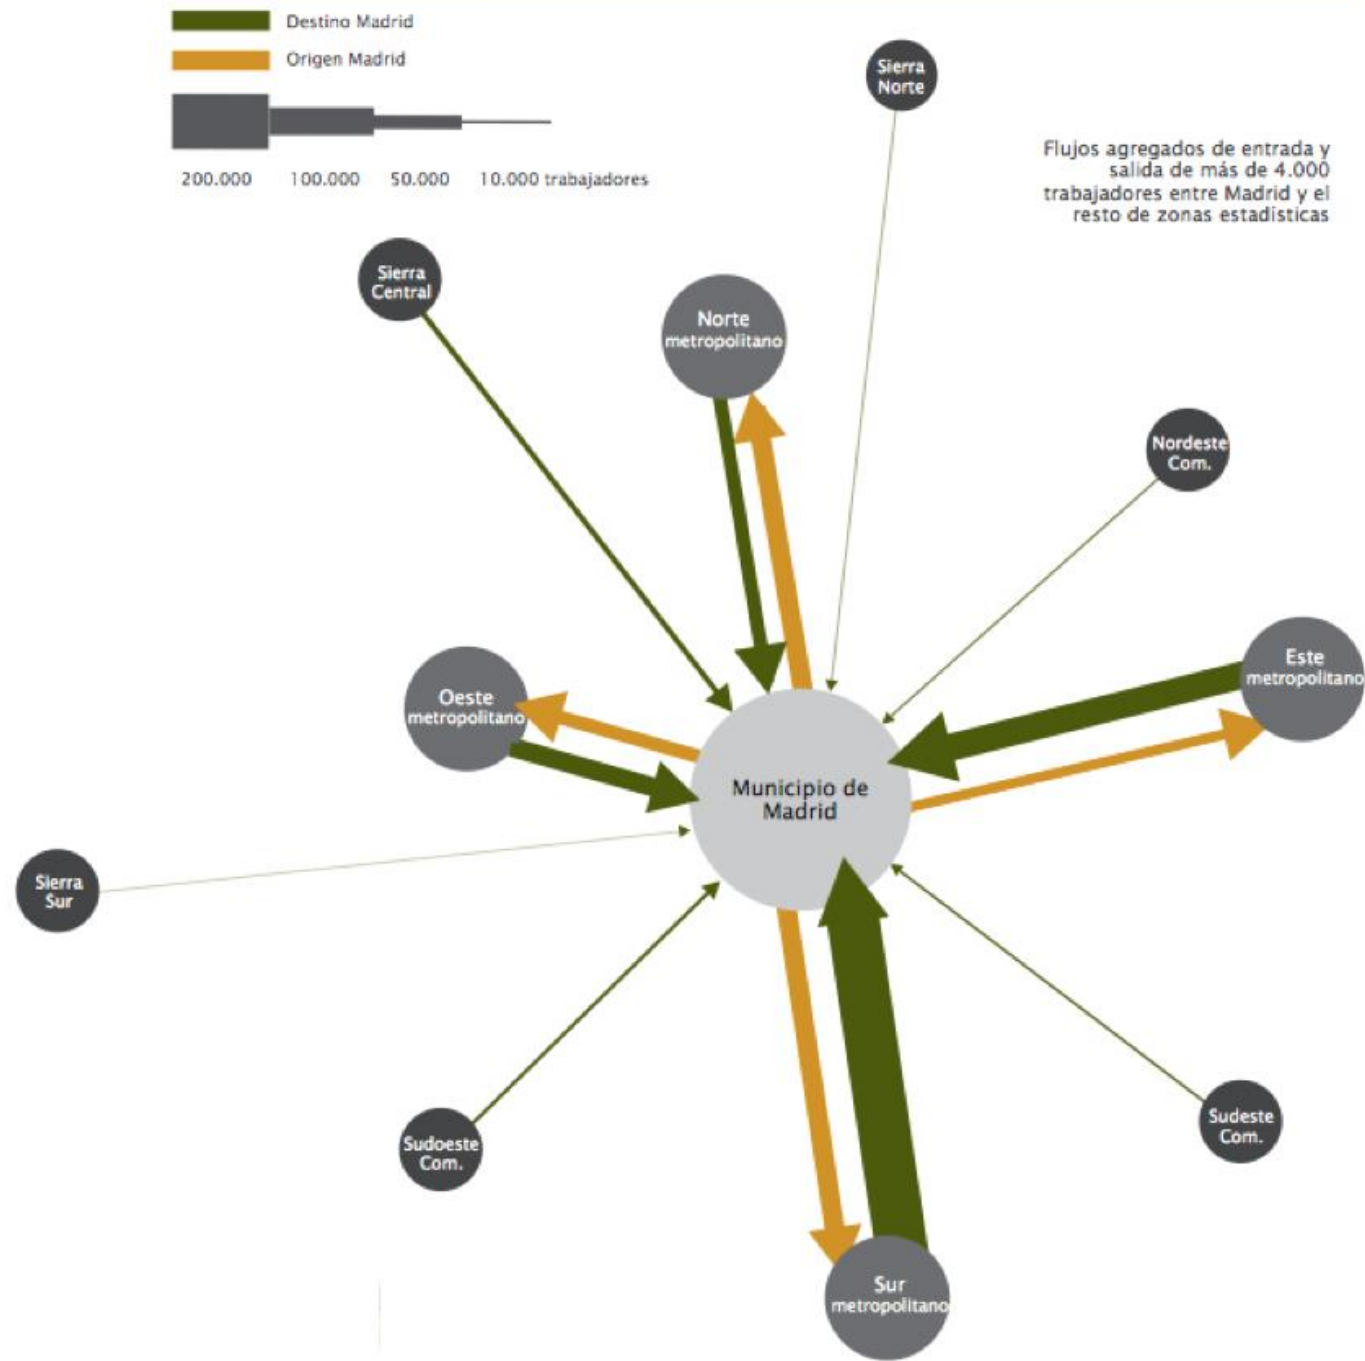 Destino Madrid
Origen Madrid
200.000 100.000 50.000 10.000 trabajadores
Sierra
Norte
Flujos agregados de entrada y
salida de más de 4.000
trabajadores entre Madrid y el
resto de zonas estadísticas
Sierra
Central
Norte
metropolitano
Nordeste
Com.
Oeste
metropolitano
Este
metropolitano
Municipio de
Madrid
Sierra
Sur
Sudoeste
Com.
Sudeste
Com.
Sur
metropolitano